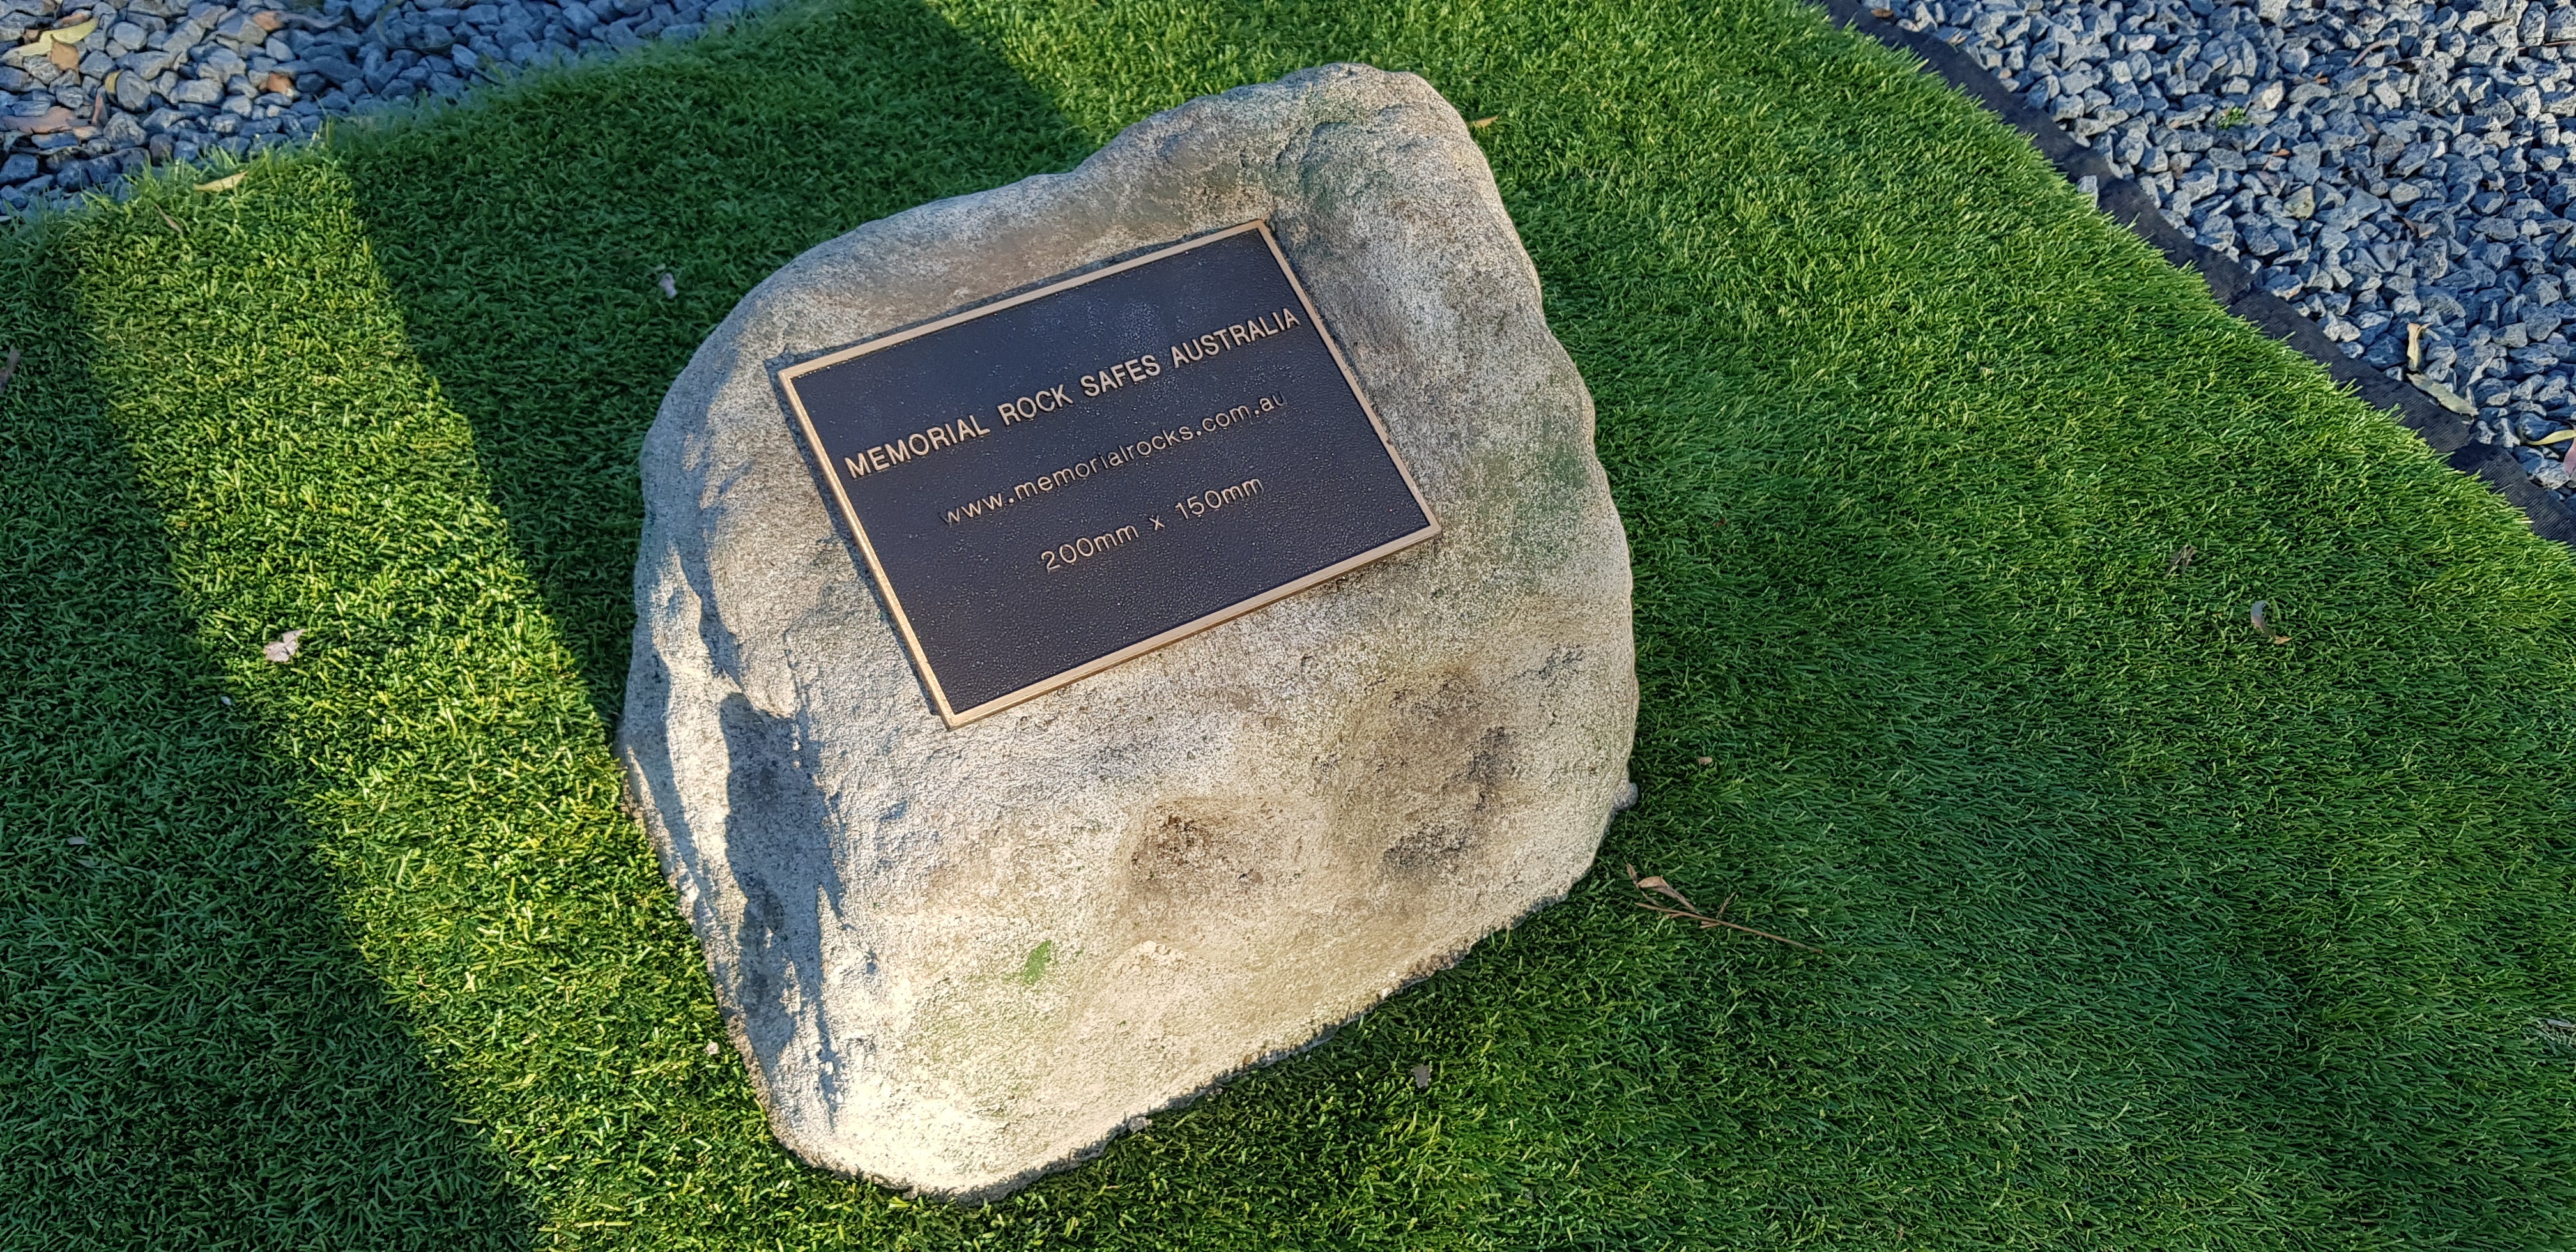 MEMORIAL ROCK SAFES AUSTRALIA
www.memorialrocks.com.au
200mm x 150mm